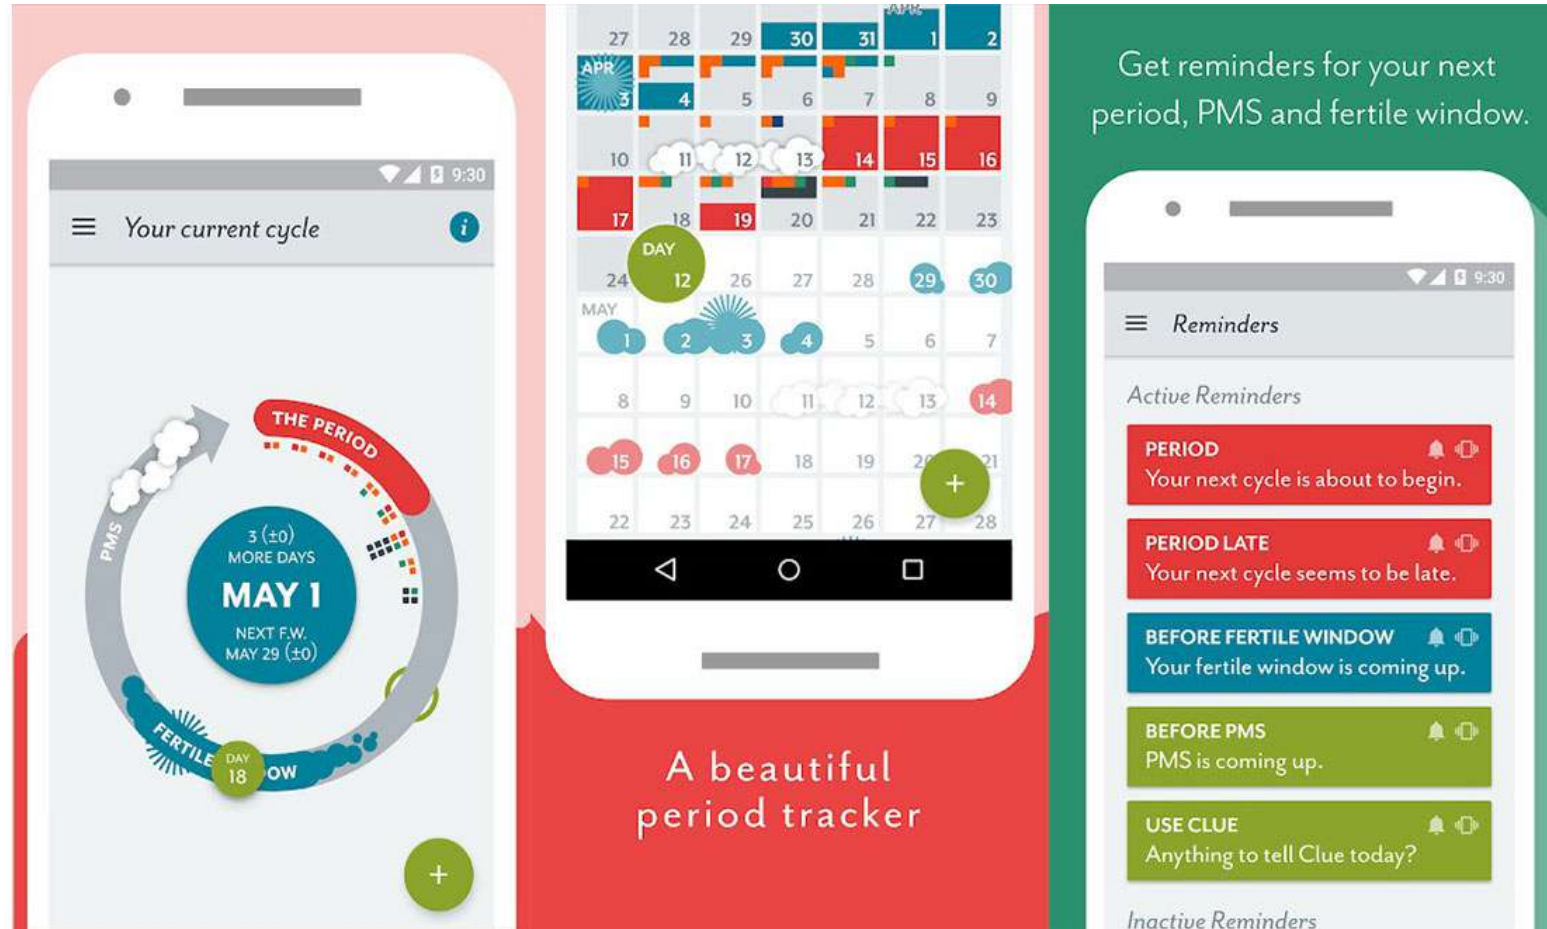 9:30
Your current cycle
i
THE PERIOD
PMS
3 (±0)
MORE DAYS
MAY 1
NEXT F.W.
MAY 29 (±0)
FERTILE
DAY
18
OW
+
APR
27 28 29 30 31 1 2
APR
3 4 5 6 7 8 9
10 11 12 13 14 15 16
17 18 19 20 21 22 23
DAY
24 12 26 27 28 29 30
MAY
1 2 3 4 5 6 7
8 9 10 11 12 13 14
15 16 17 18 19 20 21
+
22 23 24 25 26 27 28
A beautiful
period tracker
Get reminders for your next
period, PMS and fertile window.
9:30
Reminders
Active Reminders
PERIOD
Your next cycle is about to begin.
PERIOD LATE
Your next cycle seems to be late.
BEFORE FERTILE WINDOW
Your fertile window is coming up.
BEFORE PMS
PMS is coming up.
USE CLUE
Anything to tell Clue today?
Inactive Reminders